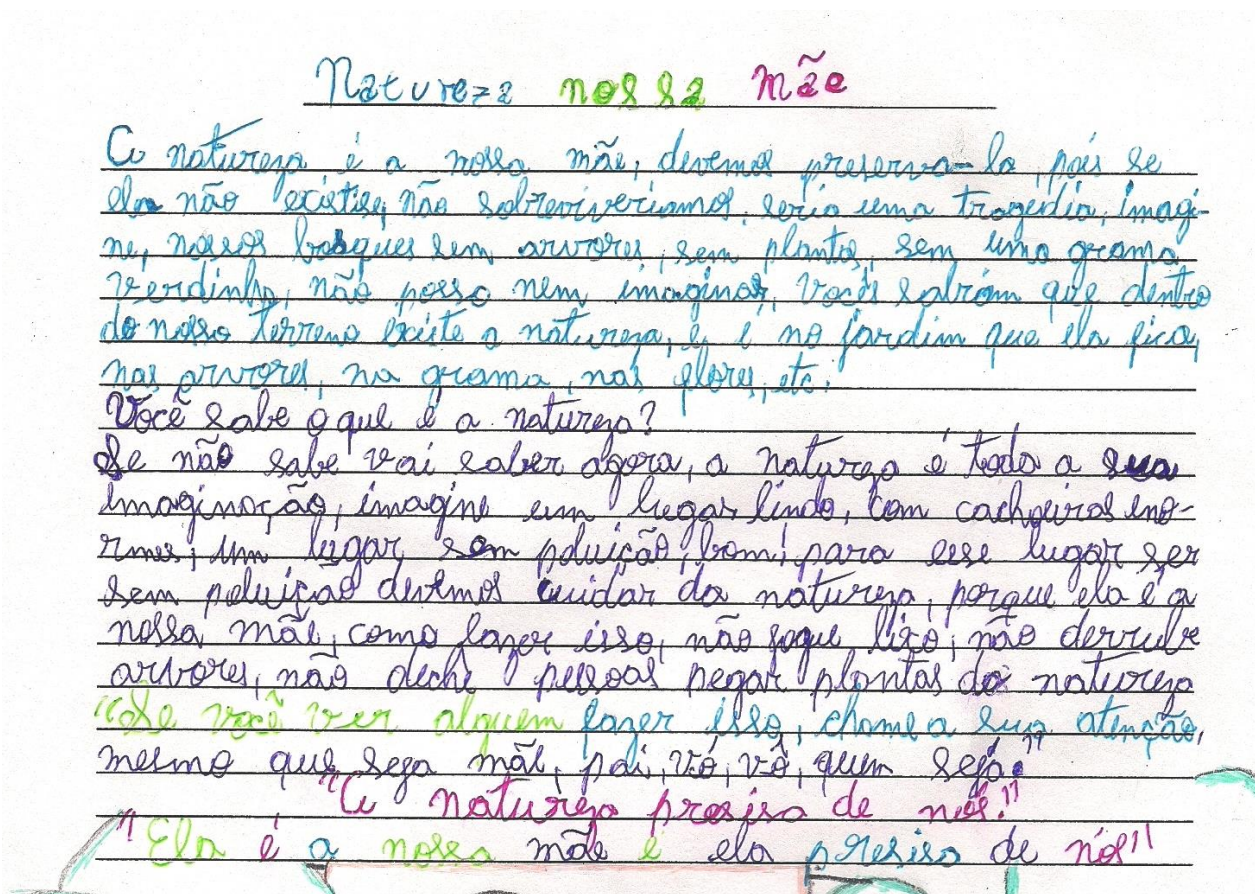 Natureza nossa mãe
A natureza é a nossa mãe, devemos preserva-la, pois se
ela não existise, não sobreviveriamos, seria uma tragédia, imagi-
ne, nossos bosques sem arvores, sem plantas, sem uma grama
verdinha, não posso nem imaginar, vocês sabiam que dentro
do nosso terreno existe a natureza, e, é no jardim que ela fica,
nas arvores, na grama, nas flores, etc.
Você sabe o que é a natureza?
Se não sabe vai saber agora, a natureza é toda a sua
imaginação, imagine um lugar lindo, com cachoeiras eno-
rmes, um lugar sem poluição, bom, para esse lugar ser
sem poluição devemos cuidar da natureza, porque ela é a
nossa mãe, como fazer isso, não jogue lixo, não derrube
arvores, não deche pessoas pegar plantas da natureza
"Se você ver alguem fazer isso, chame a sua atenção,
mesmo que seja mãe, pai, vó, vô, quem seja."
"A natureza presisa de nós."
"Ela é a nossa mãe e ela presisa de nós"